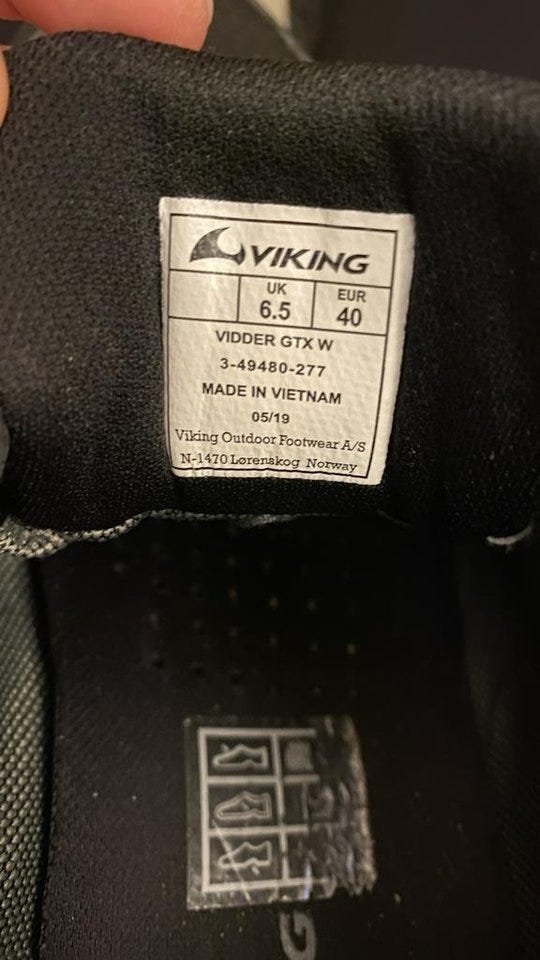 VIKING
UK EUR
6.5 40
VIDDER GTX W
3-49480-277
MADE IN VIETNAM
05/19
Viking Outdoor Footwear A/S
N-1470 Lørenskog Norway
G